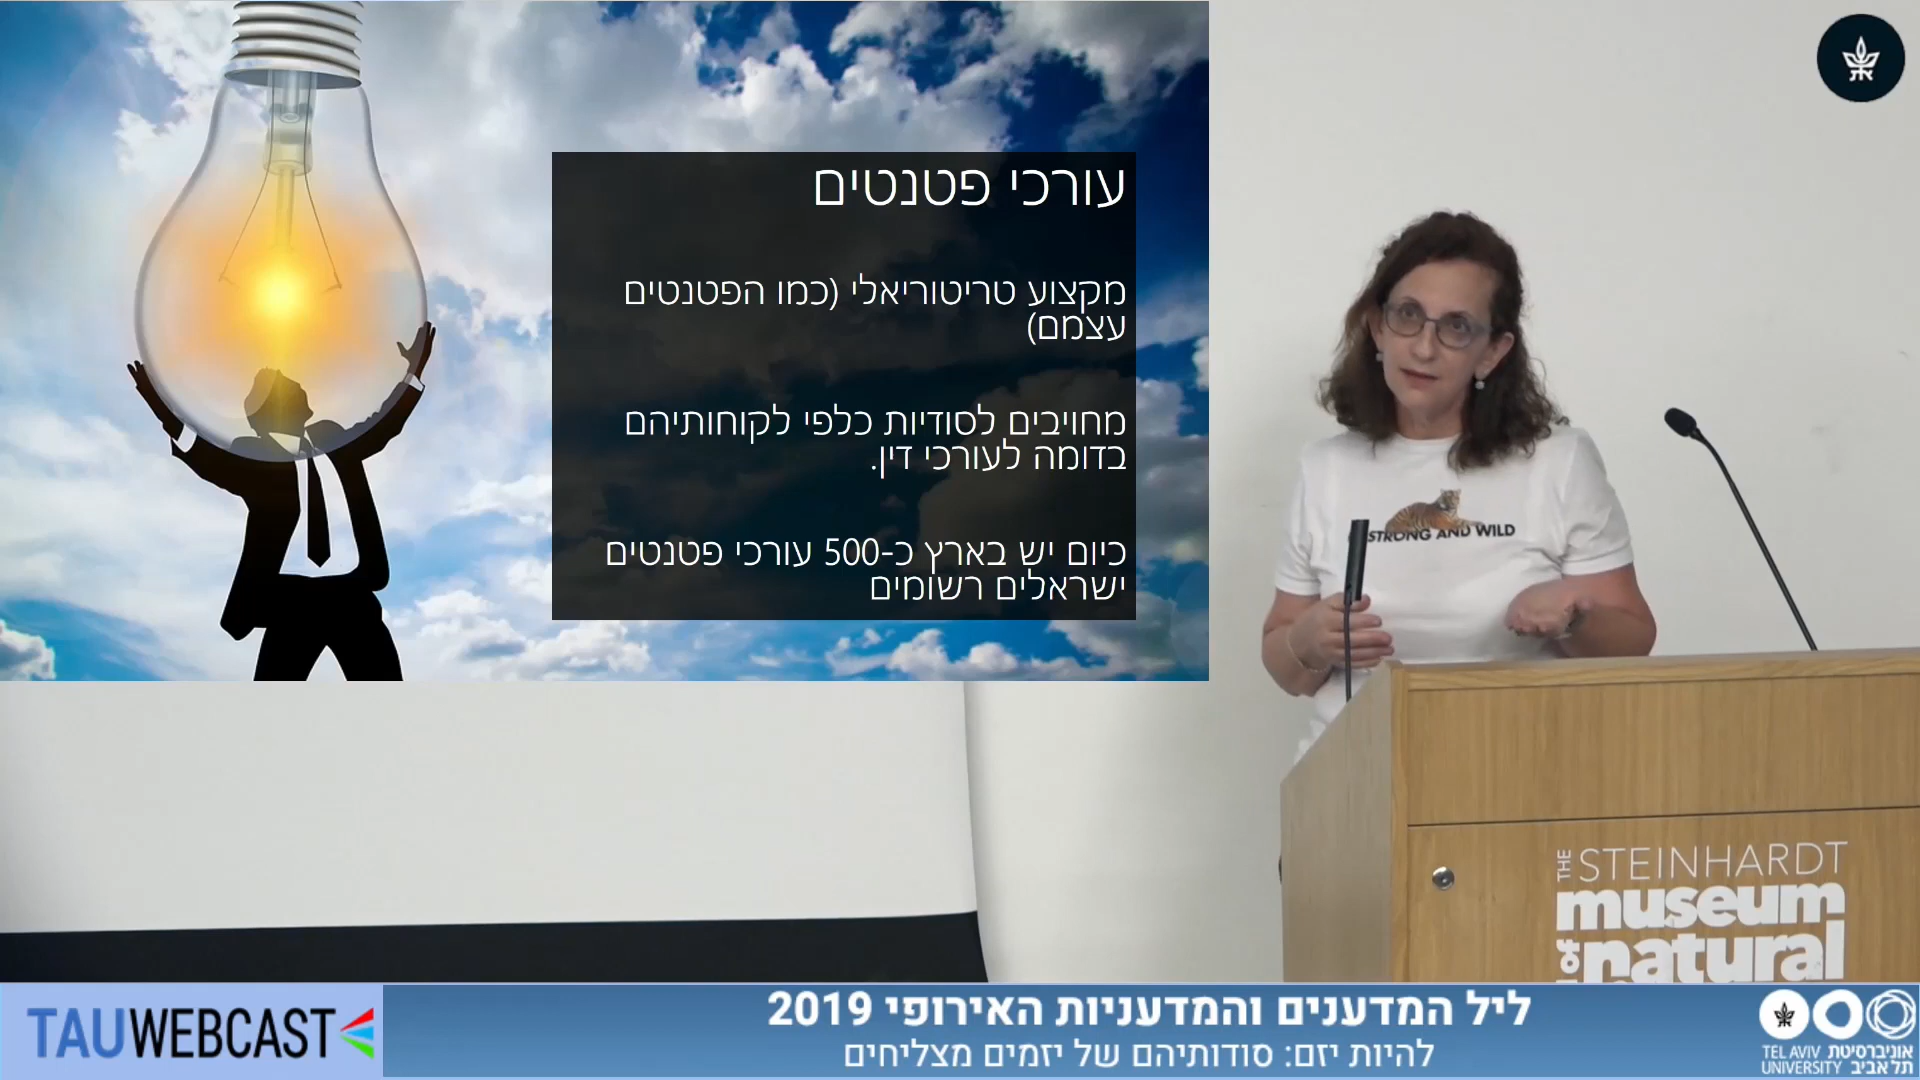 עורכי פטנטים
מקצוע טריטוריאלי (כמו הפטנטים
עצמם)
מחויבים לסודיות כלפי לקוחותיהם
בדומה לעורכי דין.
כיום יש בארץ כ-500 עורכי פטנטים
ישראלים רשומים
STRONG AND WILD
THE STEINHARDT
museum
of natural
TAUWEBCAST
ליל המדענים והמדעניות האירופי 2019
להיות יזם: סודותיהם של יזמים מצליחים
TEL AVIV אוניברסיטת
UNIVERSITY תל אביב